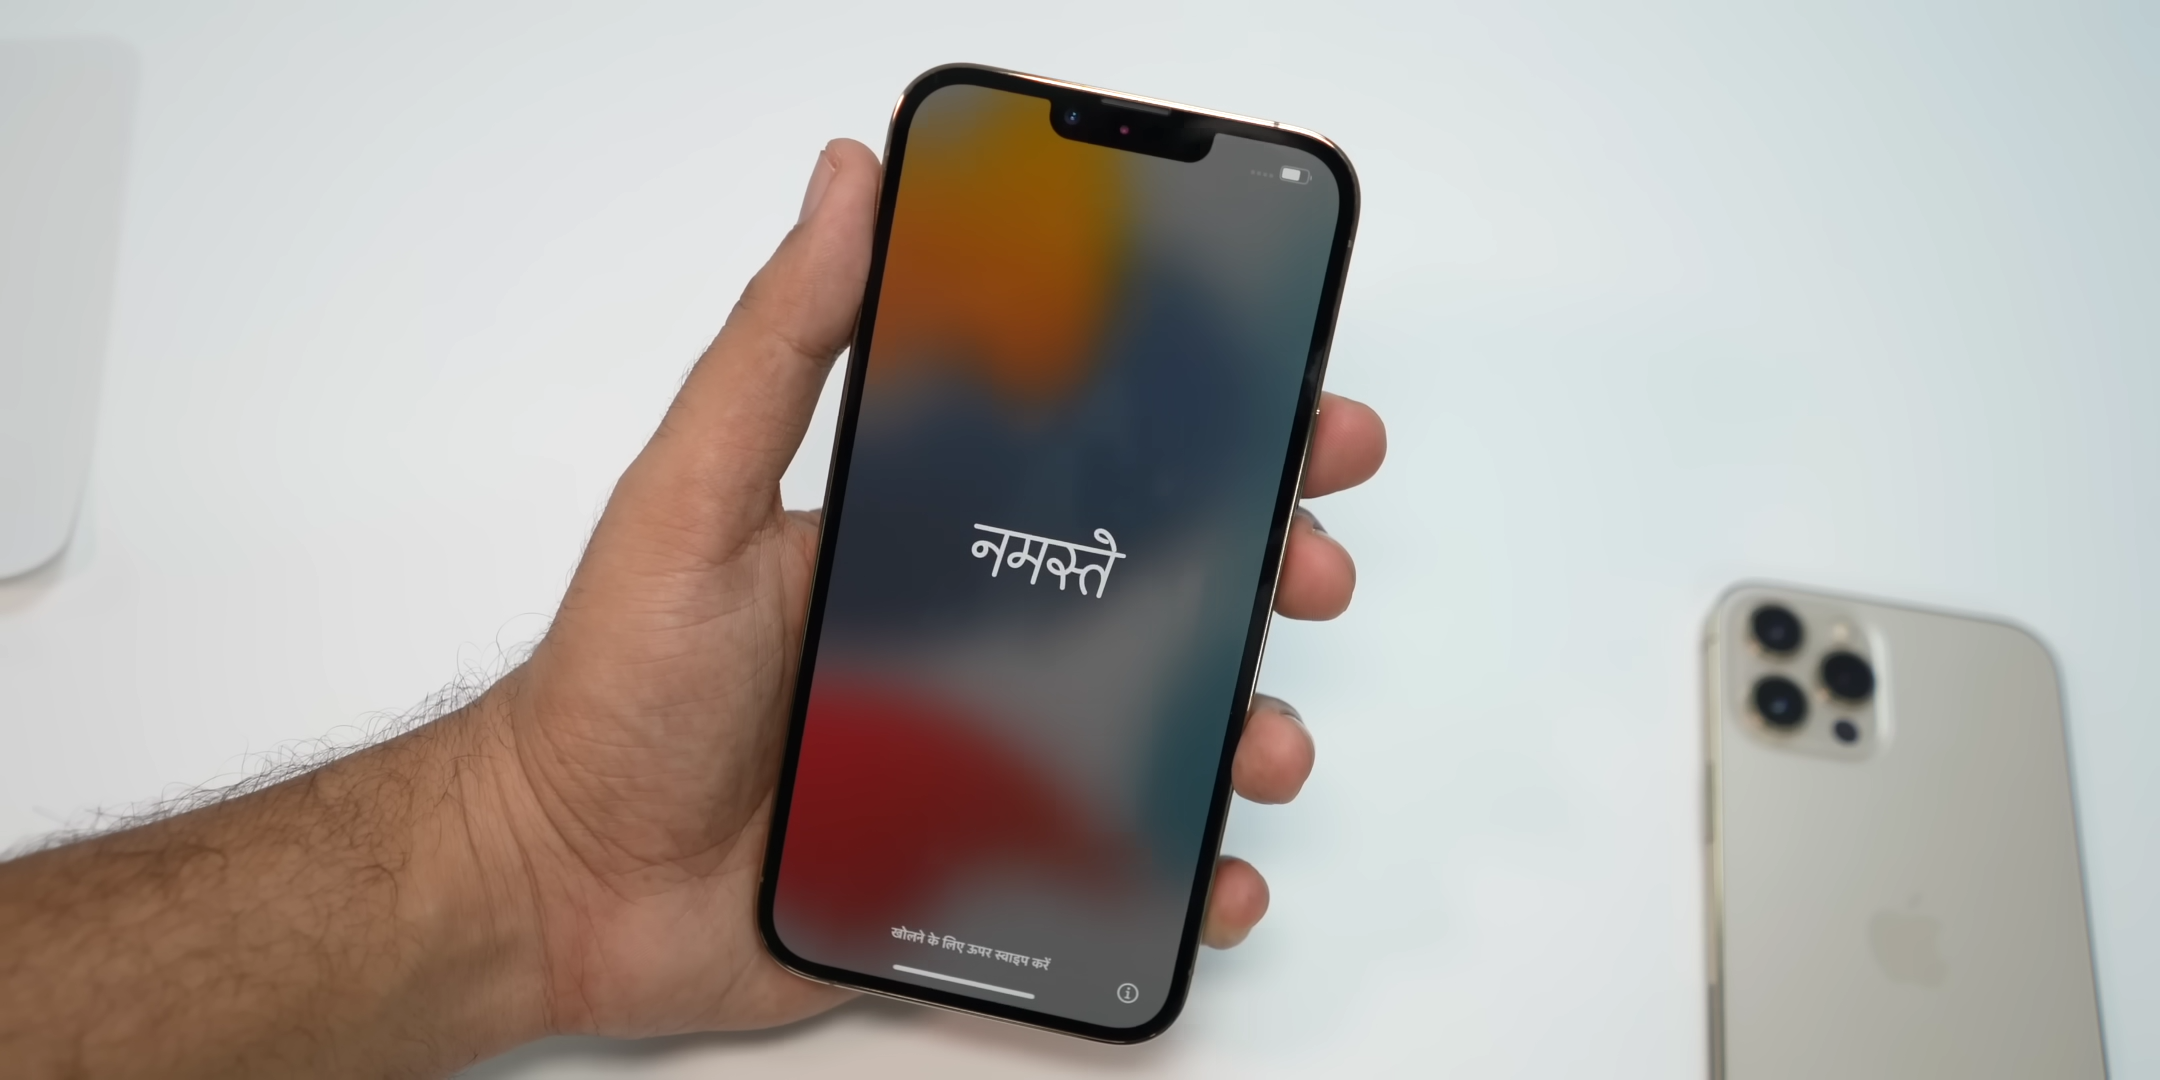 नमस्ते
खोलने के लिए ऊपर स्वाइप करें